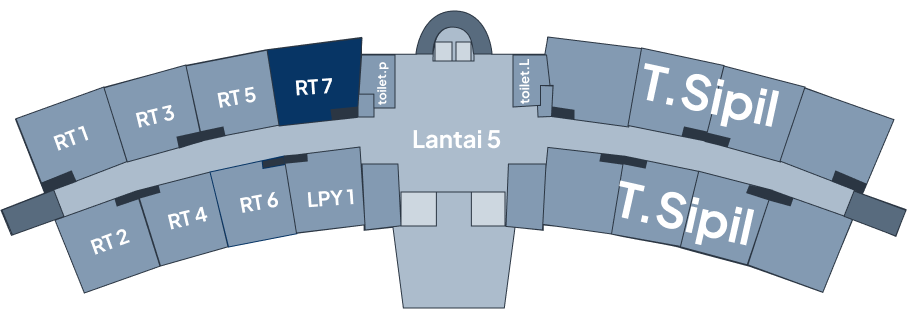 RT 1
RT 3
RT 5
RT 7
toilet.p
toilet.L
T.Sipil
Lantai 5
RT 2
RT 4
RT 6
LPY 1
T.Sipil